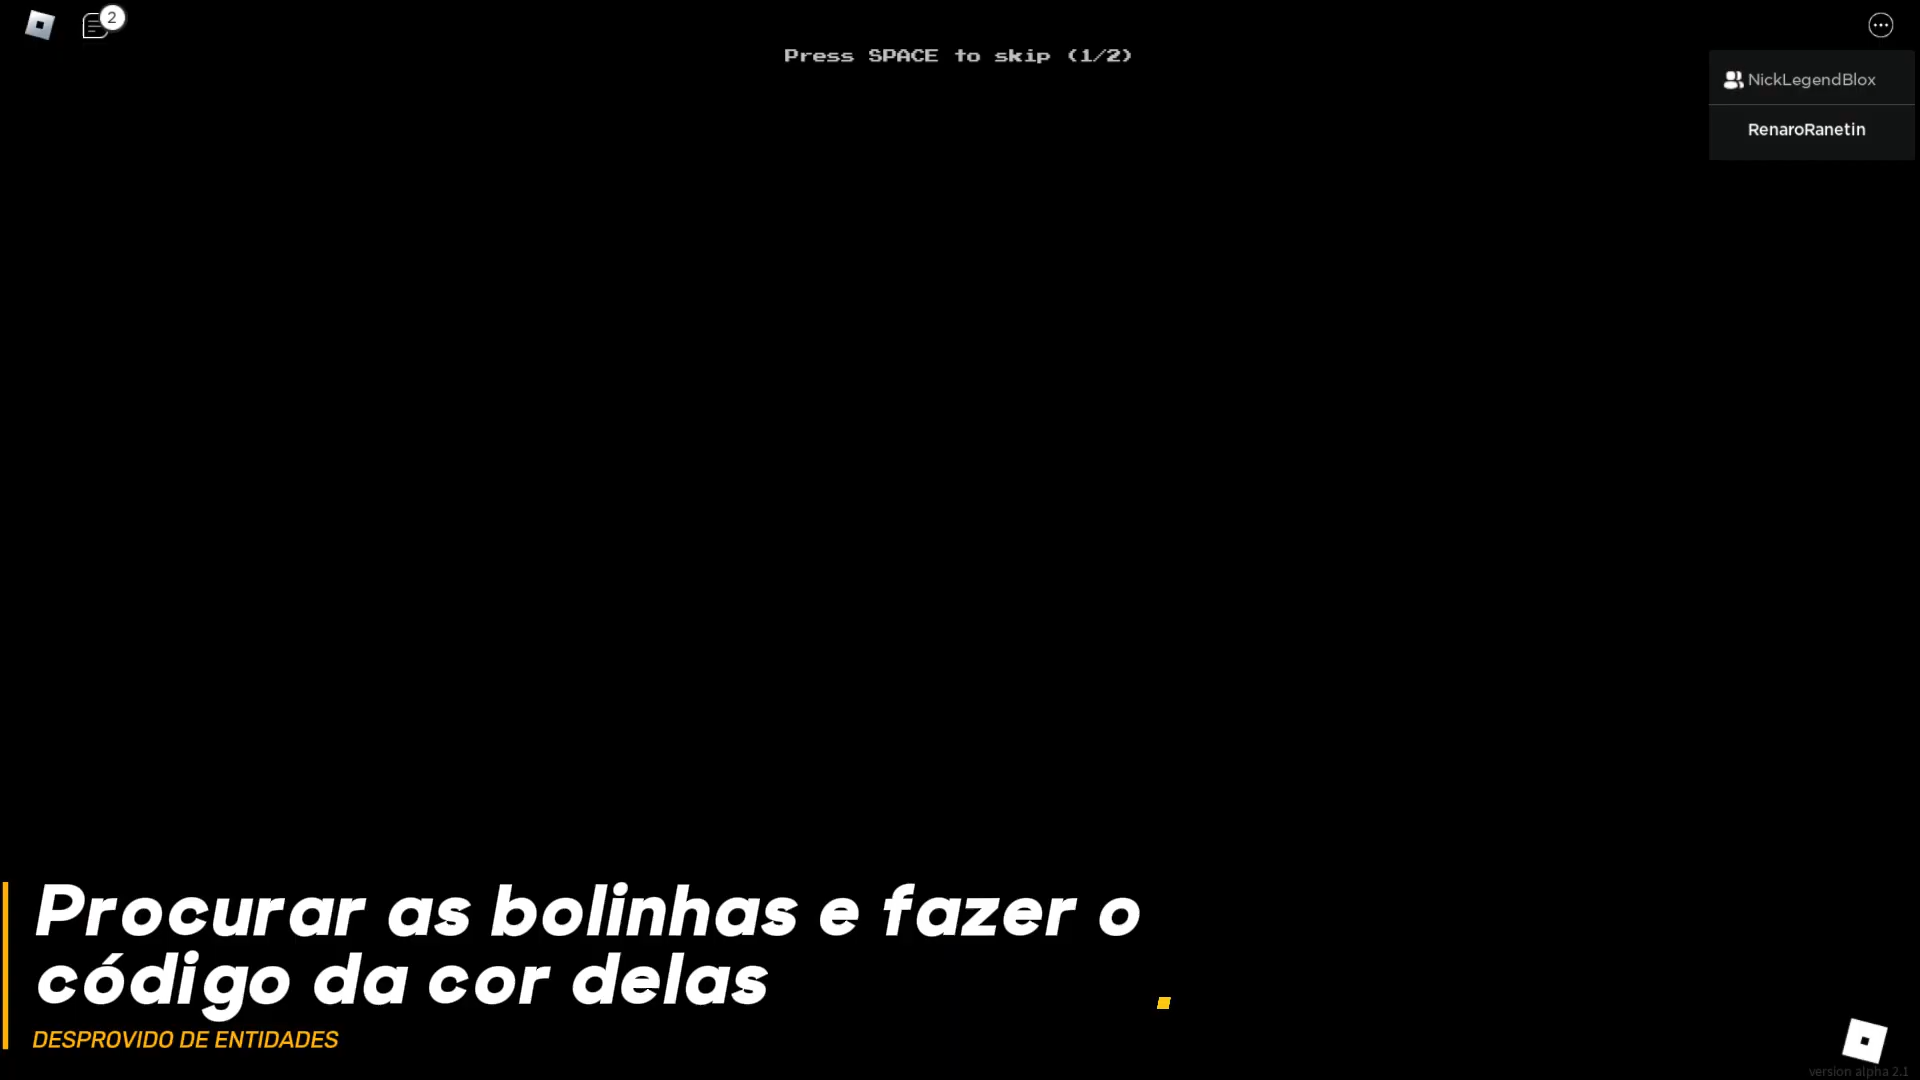 2
Press SPACE to skip (1/2)
NickLegendBlox
RenaroRanetin
Procurar as bolinhas e fazer o
código da cor delas
DESPROVIDO DE ENTIDADES
version alpha 2.1